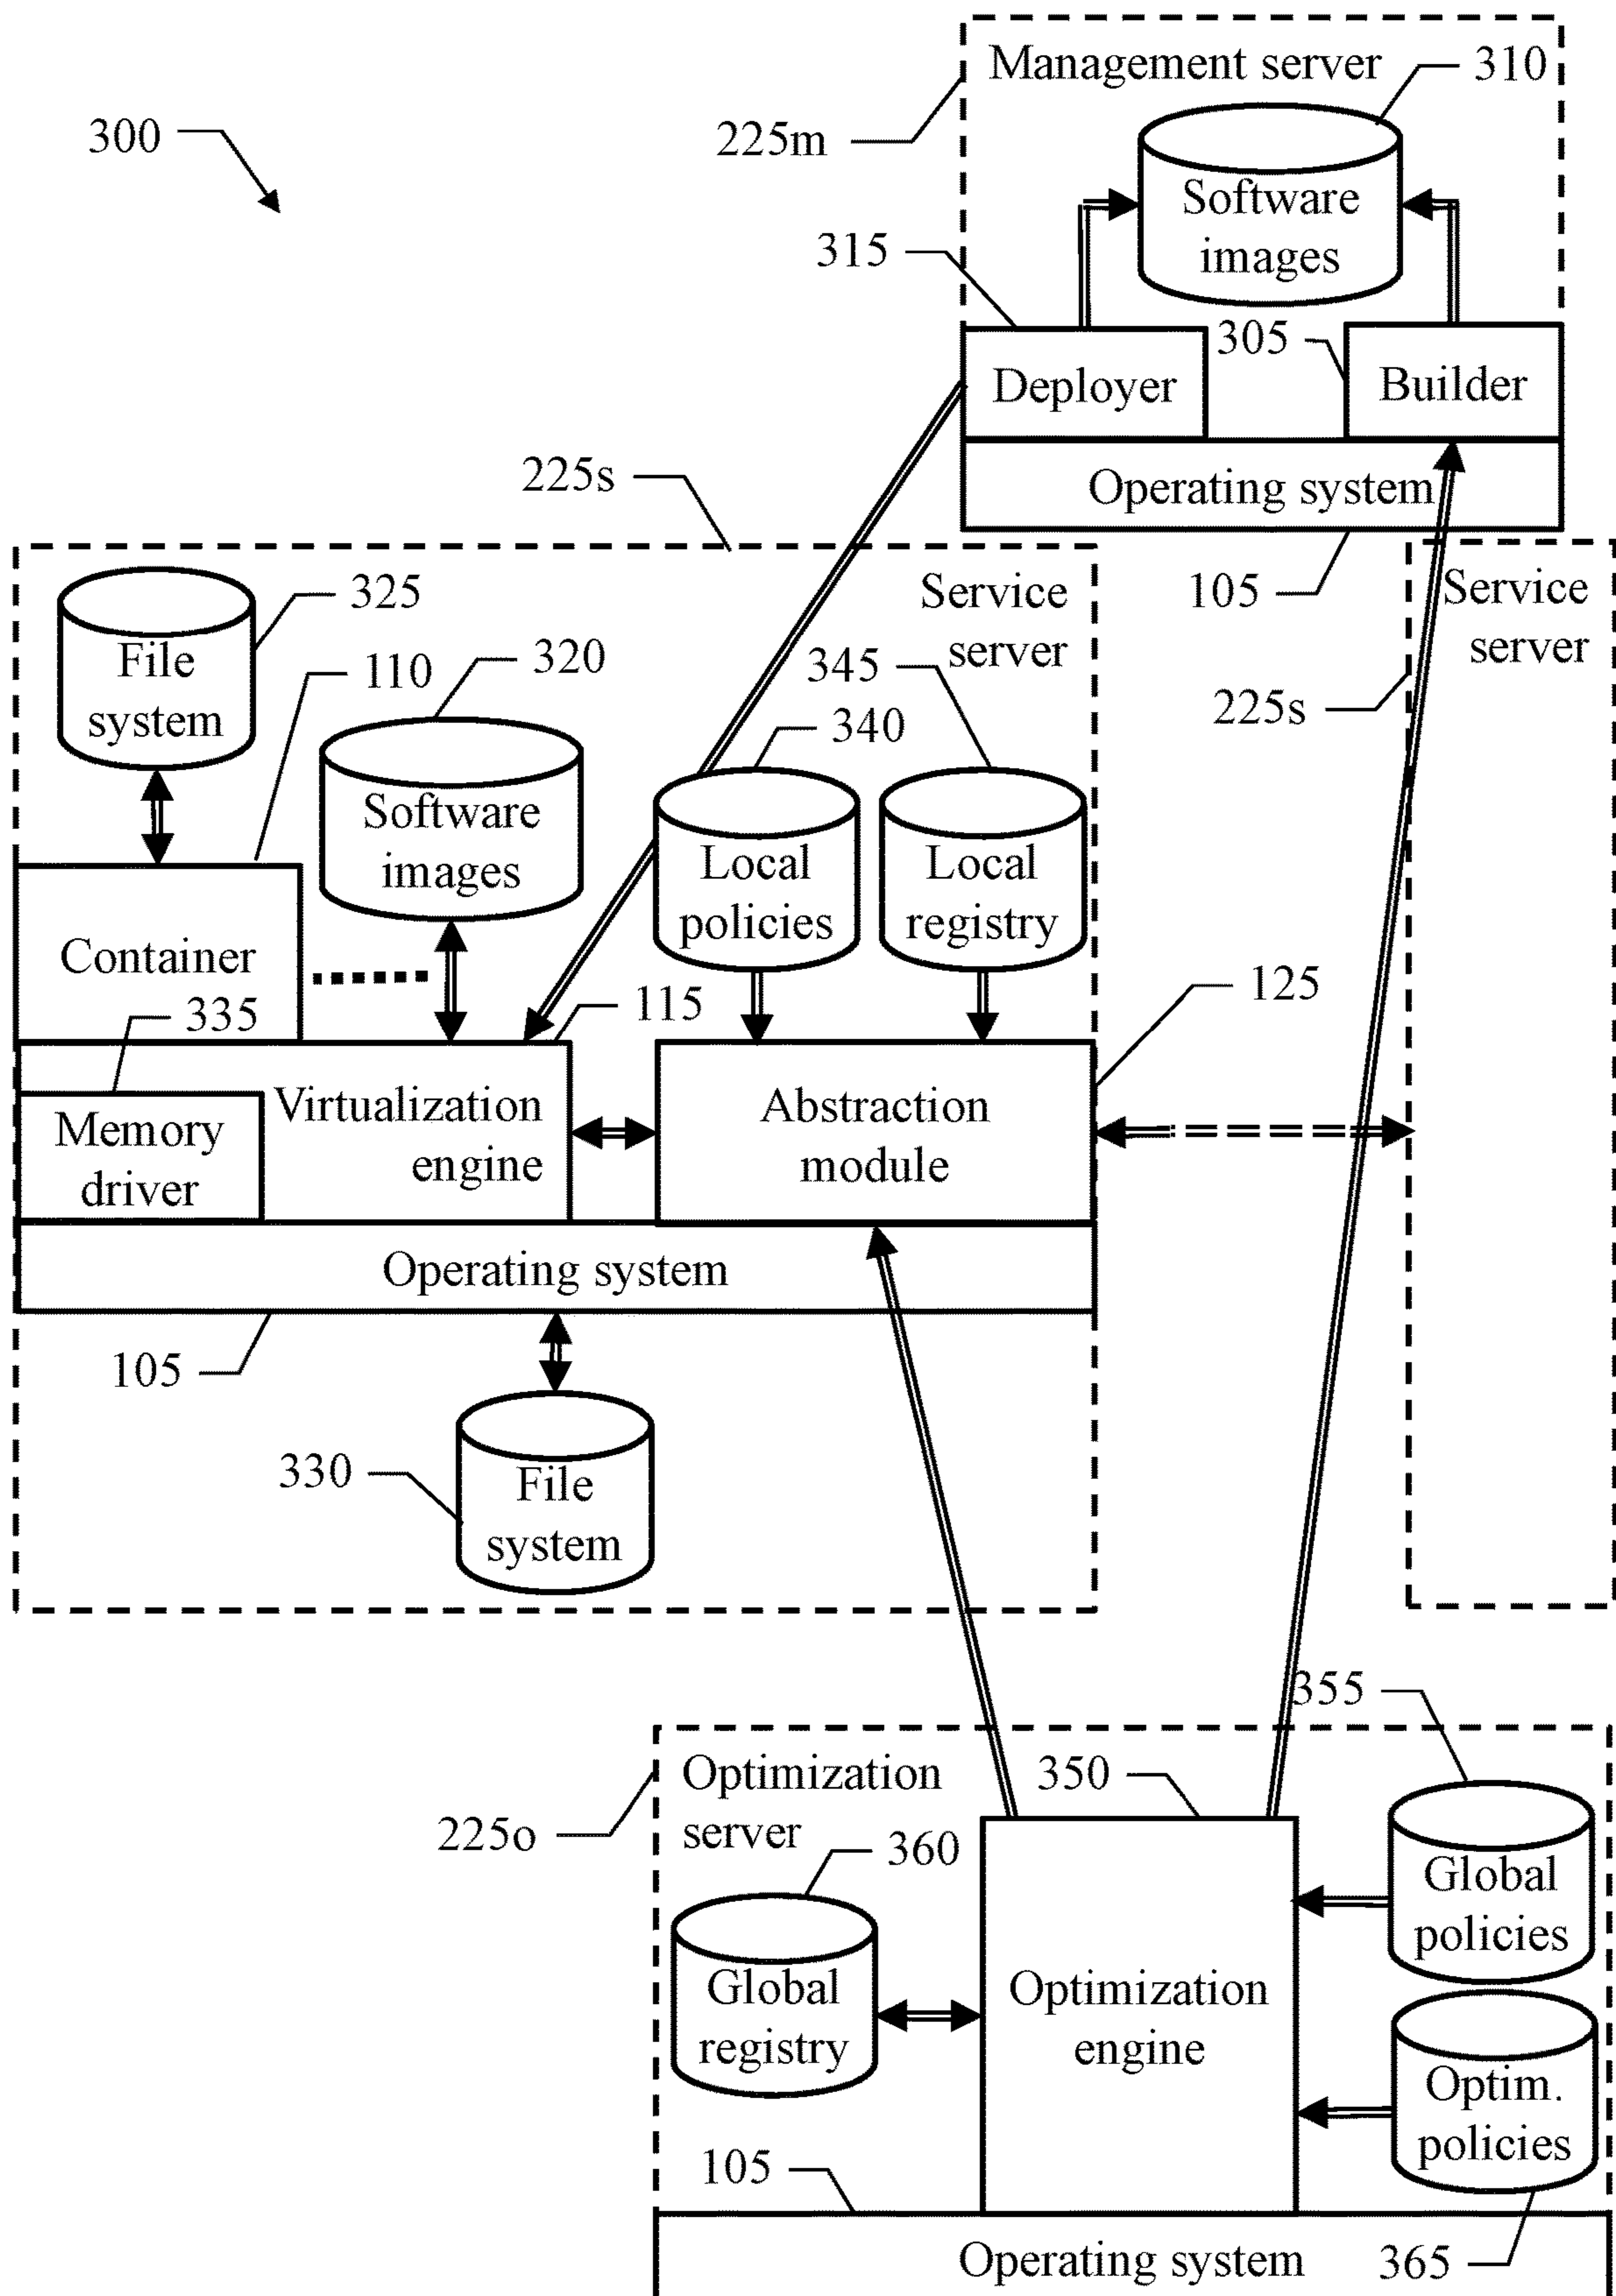 Management server
310
300
225m
Software
images
315
305
Deployer
Builder
225s
Operating system
105
Service
server
Service
server
325
File
system
110
320
345
340
225s
Software
images
Local
policies
Local
registry
Container
335
115
125
Virtualization
engine
Abstraction
module
Memory
driver
Operating system
105
330
File
system
355
Optimization
server
350
225o
360
Global
policies
Global
registry
Optimization
engine
Optim.
policies
105
Operating system
365